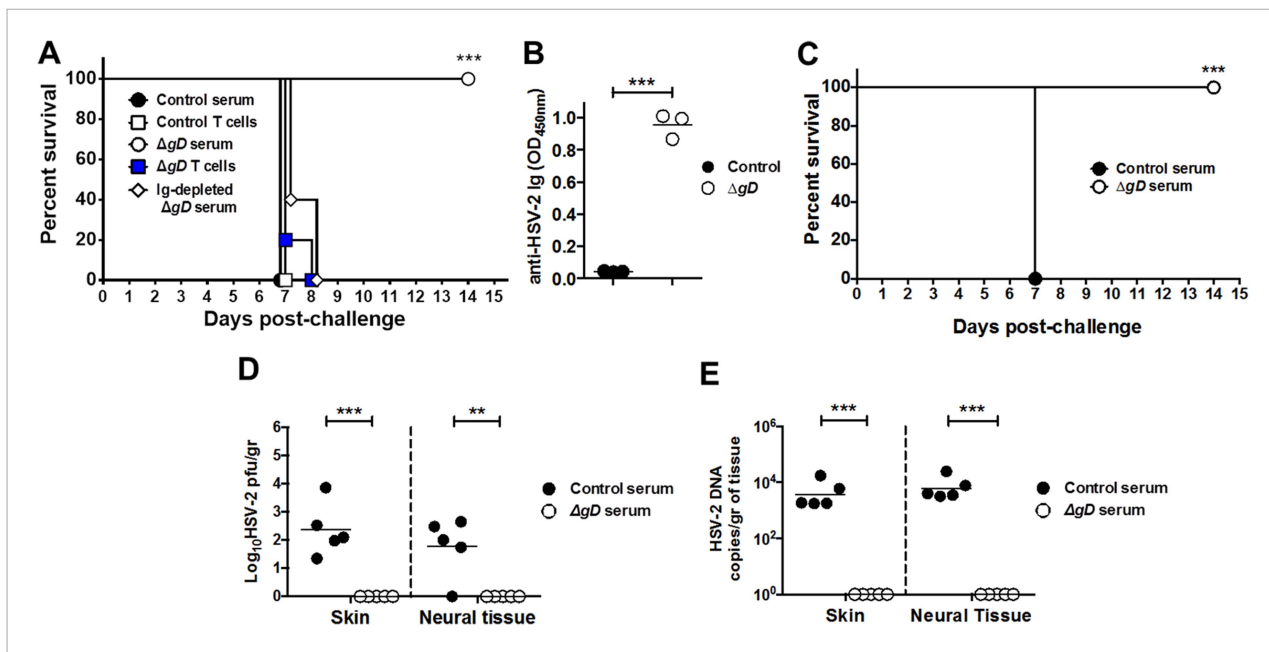 A
***
Percent survival
100
80
60
40
20
0
Control serum
Control T cells
ΔgD serum
ΔgD T cells
Ig-depleted
ΔgD serum
0 1 2 3 4 5 6 7 8 9 10 11 12 13 14 15
Days post-challenge
B
***
anti-HSV-2 Ig (OD450nm)
1.0
0.8
0.6
0.4
0.2
0.0
Control
ΔgD
C
***
Percent survival
100
80
60
40
20
0
Control serum
ΔgD serum
0 1 2 3 4 5 6 7 8 9 10 11 12 13 14 15
Days post-challenge
D
*** **
Log10HSV-2 pfu/gr
6
5
4
3
2
1
0
Control serum
ΔgD serum
Skin Neural tissue
E
*** ***
HSV-2 DNA
copies/gr of tissue
10^6
10^4
10^2
10^0
Control serum
ΔgD serum
Skin Neural Tissue